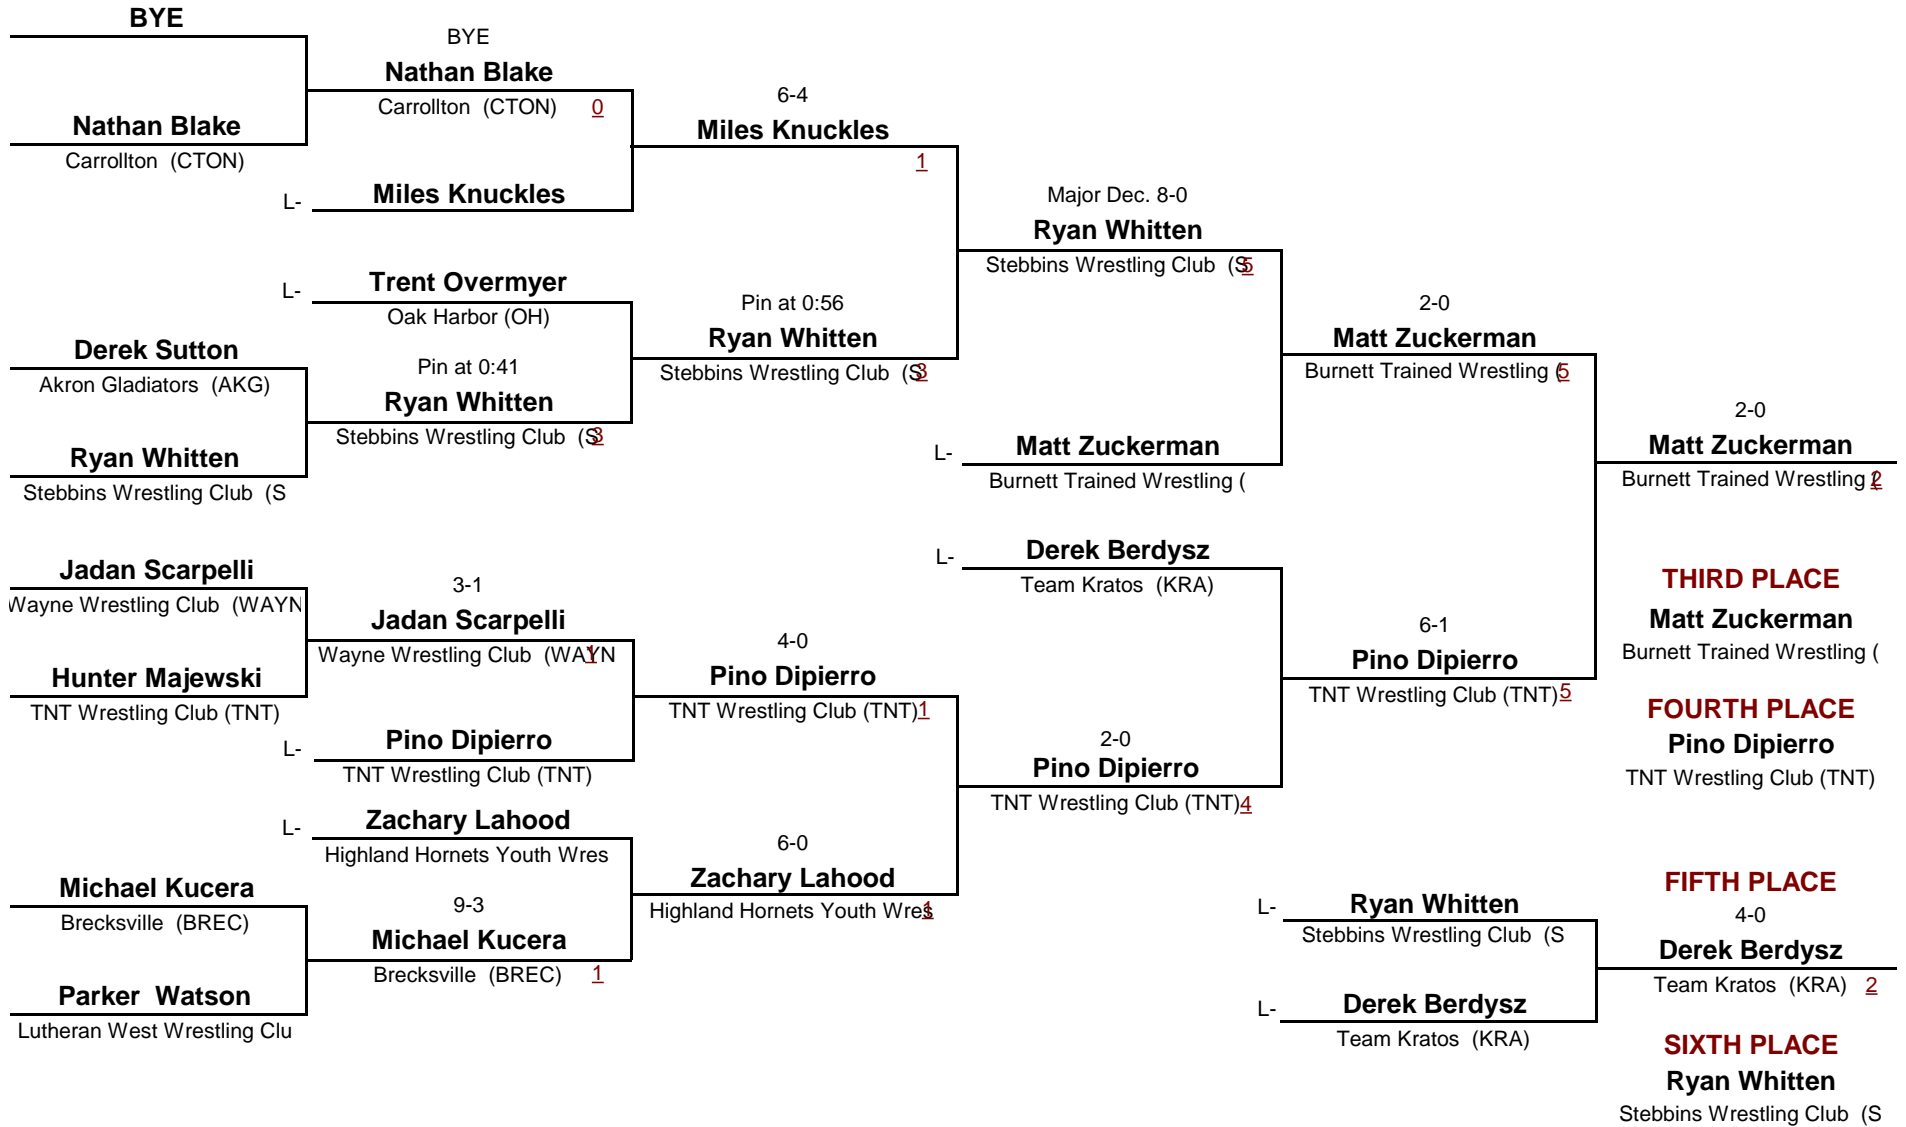 BYE
Nathan Blake
Carrollton (CTON)
Derek Sutton
Akron Gladiators (AKG)
Ryan Whitten
Stebbins Wrestling Club (S
Jadan Scarpelli
Wayne Wrestling Club (WAYN
Hunter Majewski
TNT Wrestling Club (TNT)
Michael Kucera
Brecksville (BREC)
Parker Watson
Lutheran West Wrestling Clu
BYE
Nathan Blake
Carrollton (CTON) 0
L- Miles Knuckles
L- Trent Overmyer
Oak Harbor (OH)
Pin at 0:41
Ryan Whitten
Stebbins Wrestling Club (S 3
3-1
Jadan Scarpelli
Wayne Wrestling Club (WAYN 1
L- Pino Dipierro
TNT Wrestling Club (TNT)
L- Zachary Lahood
Highland Hornets Youth Wres
9-3
Michael Kucera
Brecksville (BREC) 1
6-4
Miles Knuckles
1
Pin at 0:56
Ryan Whitten
Stebbins Wrestling Club (S 3
4-0
Pino Dipierro
TNT Wrestling Club (TNT) 1
6-0
Zachary Lahood
Highland Hornets Youth Wres 1
Major Dec. 8-0
Ryan Whitten
Stebbins Wrestling Club (S 5
L- Matt Zuckerman
Burnett Trained Wrestling (
L- Derek Berdysz
Team Kratos (KRA)
2-0
Pino Dipierro
TNT Wrestling Club (TNT) 4
2-0
Matt Zuckerman
Burnett Trained Wrestling ( 5
6-1
Pino Dipierro
TNT Wrestling Club (TNT) 5
L- Ryan Whitten
Stebbins Wrestling Club (S
L- Derek Berdysz
Team Kratos (KRA)
2-0
Matt Zuckerman
Burnett Trained Wrestling ( 2
THIRD PLACE
Matt Zuckerman
Burnett Trained Wrestling (
FOURTH PLACE
Pino Dipierro
TNT Wrestling Club (TNT)
FIFTH PLACE
4-0
Derek Berdysz
Team Kratos (KRA) 2
SIXTH PLACE
Ryan Whitten
Stebbins Wrestling Club (S